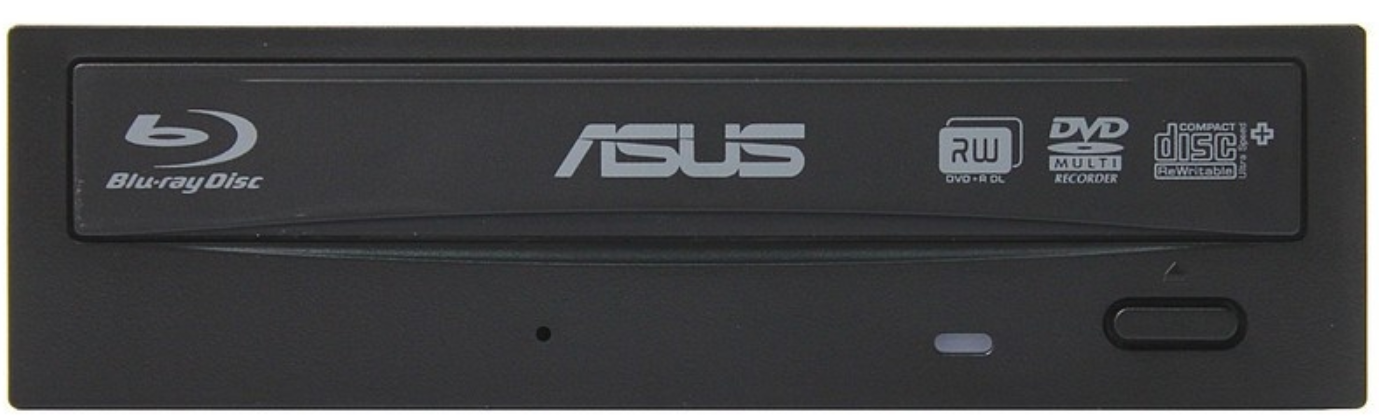 Blu-ray Disc
ASUS
RW
DVD+R DL
DVD
MULTI
RECORDER
COMPACT
disc
ReWritable
Ultra Speed
+